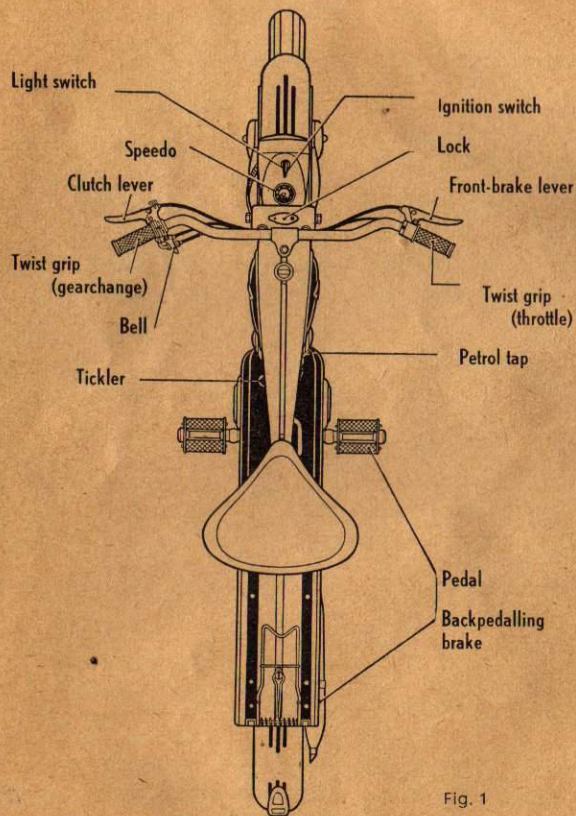 Light switch
Ignition switch
Speedo
Lock
Clutch lever
Front-brake lever
Twist grip
(gearchange)
Twist grip
(throttle)
Bell
Petrol tap
Tickler
Pedal
Backpedalling
brake
Fig. 1